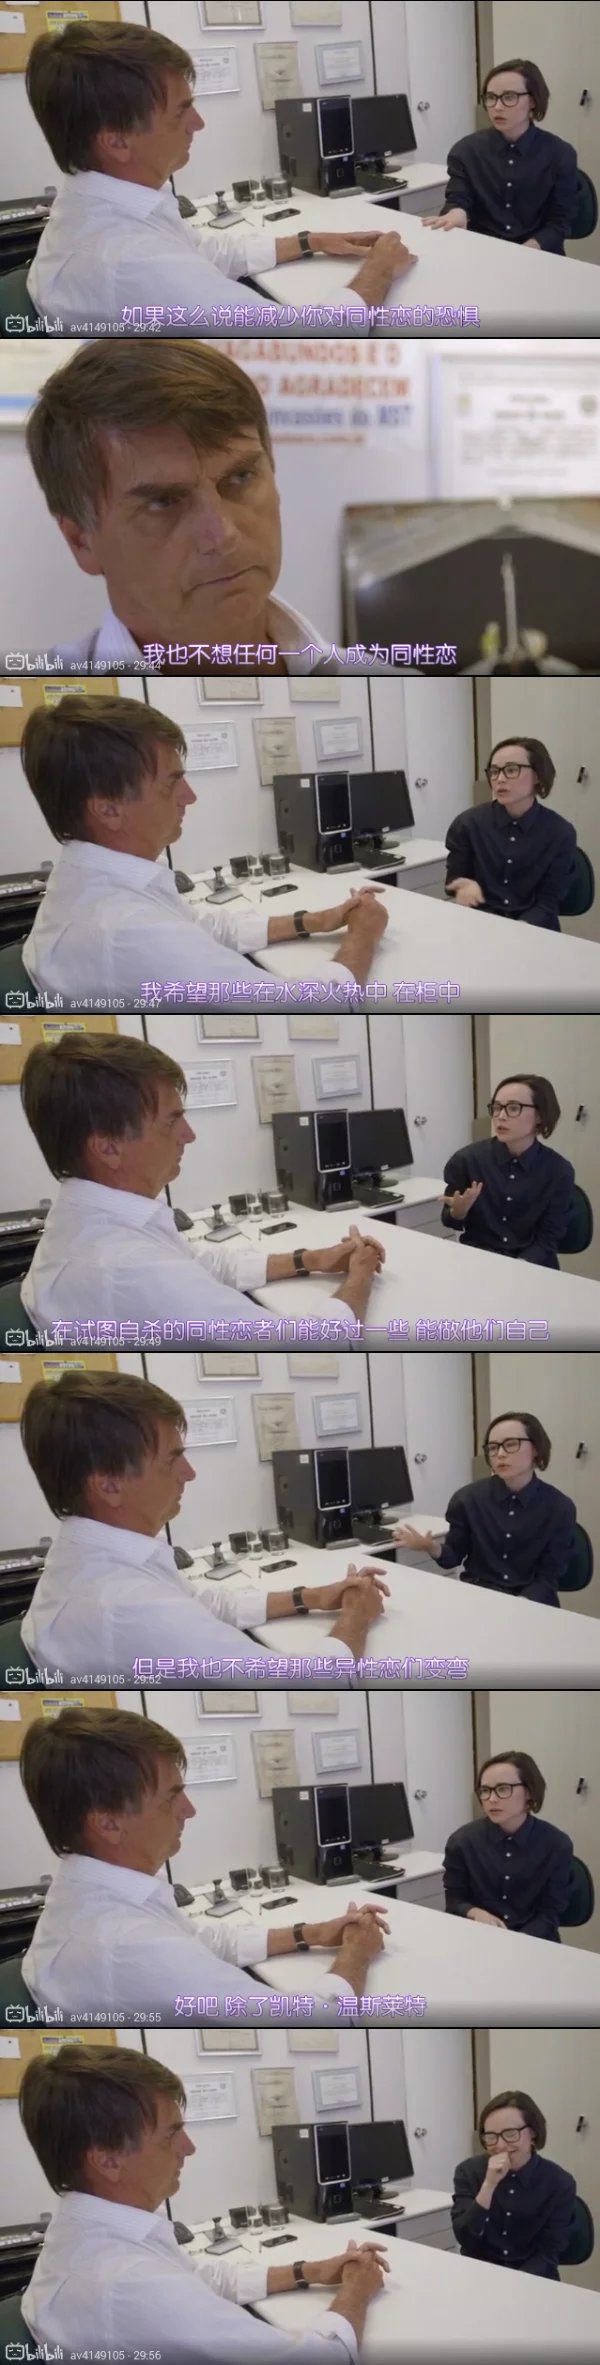 如果这么说能减少你对同性恋的恐惧
bilibili av4149105 - 29:42
AGABUNDOS E O
AGRADECEM
我也不想任何一个人成为同性恋
bilibili av4149105 - 29:44
我希望那些在水深火热中 在柜中
bilibili av4149105 - 29:47
在试图自杀的同性恋者们能好过一些 能做他们自己
bilibili av4149105 - 29:49
但是我也不希望那些异性恋们变弯
bilibili av4149105 - 29:52
好吧 除了凯特·温斯莱特
bilibili av4149105 - 29:55
bilibili av4149105 - 29:56